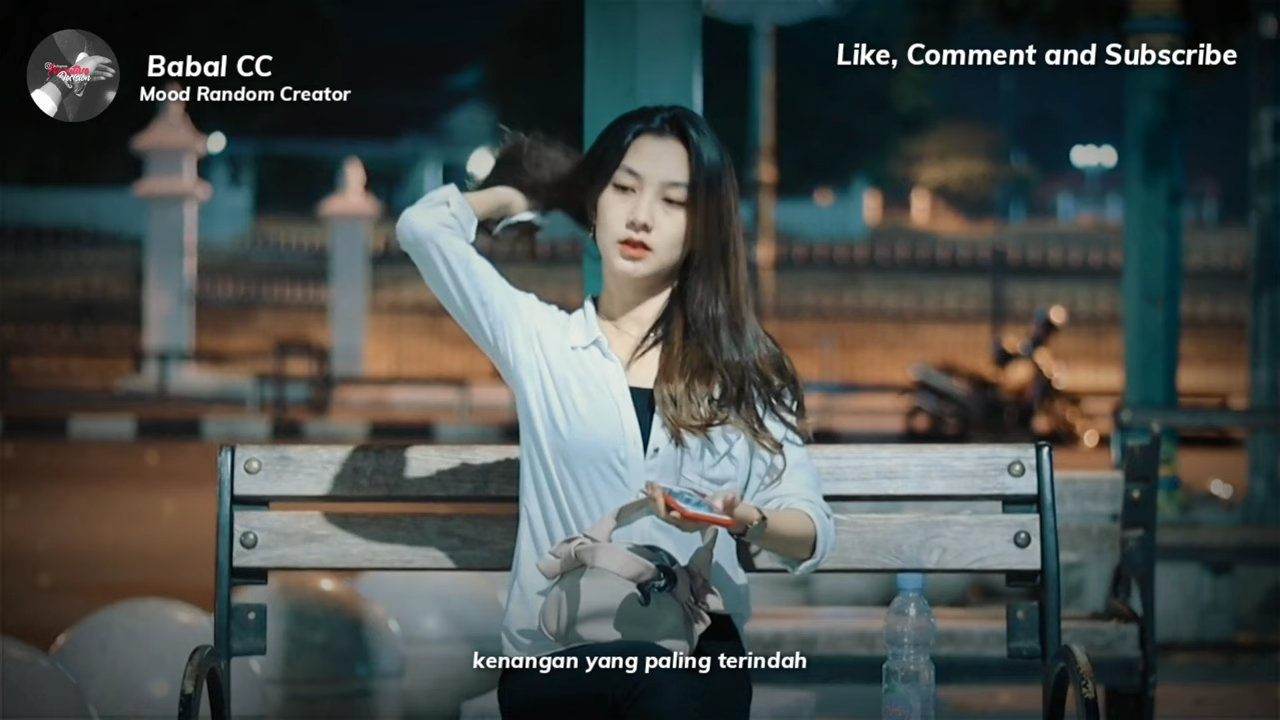 Babal CC
Mood Random Creator
Like, Comment and Subscribe
kenangan yang paling terindah